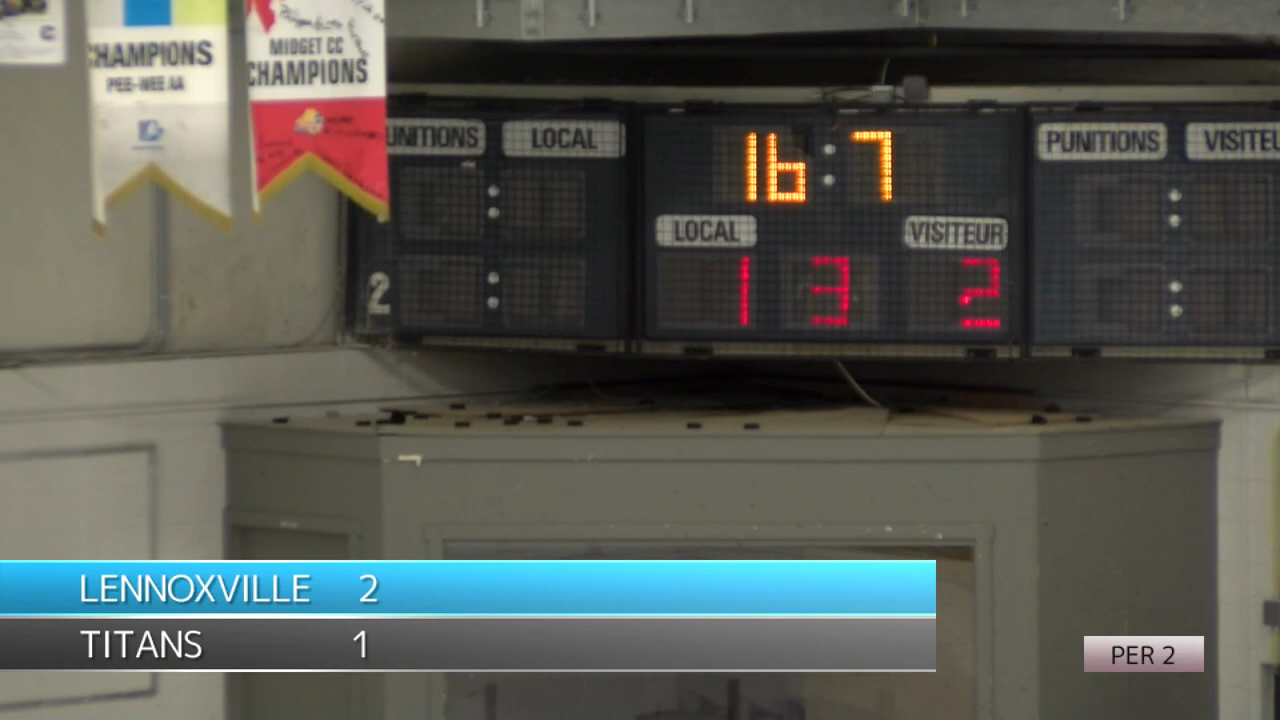 CHAMPIONS
PEE-WEE AA
MIDGET CC
CHAMPIONS
PUNITIONS LOCAL
16:7
PUNITIONS VISITEU
LOCAL VISITEUR
2
1 3 2
LENNOXVILLE 2
TITANS 1
PER 2